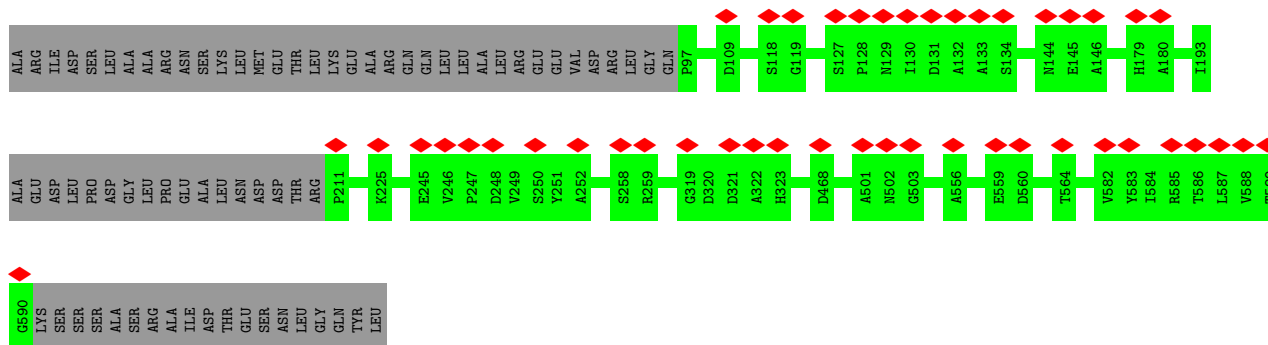 ALA ARG ILE ASP SER LEU ALA ALA ARG ASN SER LYS LEU MET GLU THR LEU LYS GLU ALA ARG GLN GLN LEU LEU ALA LEU ARG GLU GLU VAL ASP ARG LEU GLY GLN P97 D109 S118 G119 S127 P128 N129 I130 D131 A132 A133 S134 N144 E145 A146 H179 A180 I193
ALA GLU ASP LEU PRO ASP GLY LEU PRO GLU ALA LEU ASN ASP ASP THR ARG P211 K225 E245 V246 P247 D248 V249 S250 Y251 A252 S258 R259 G319 D320 D321 A322 H323 D468 A501 N502 G503 A556 E559 D560 T564 V582 Y583 I584 R585 T586 L587 V588
G590 LYS SER SER SER ALA SER ARG ALA ILE ASP THR GLU SER ASN LEU GLY GLN TYR LEU